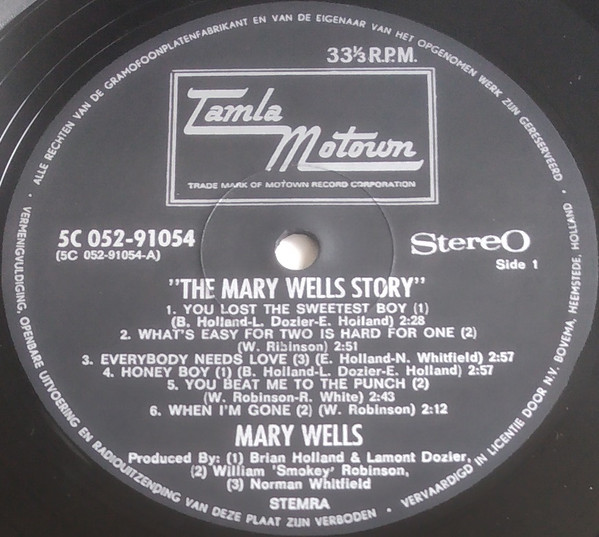 · ALLE RECHTEN VAN DE GRAMOFOONPLATENFABRIKANT EN VAN DE EIGENAAR VAN HET OPGENOMEN WERK ZIJN GERESERVEERD ·
33⅓ R.P.M.
Tamla
Motown
TRADE MARK OF MOTOWN RECORD CORPORATION
5C 052-91054
(5C 052-91054-A)
StereO
Side 1
"THE MARY WELLS STORY"
1. YOU LOST THE SWEETEST BOY (1)
(B. Holland-L. Dozier-E. Holland) 2:28
2. WHAT'S EASY FOR TWO IS HARD FOR ONE (2)
(W. Ribinson) 2:51
3. EVERYBODY NEEDS LOVE (3) (E. Holland-N. Whitfield) 2:57
4. HONEY BOY (1) (B. Holland-L. Dozier-E. Holland) 2:57
5. YOU BEAT ME TO THE PUNCH (2)
(W. Robinson-R. White) 2:43
6. WHEN I'M GONE (2) (W. Robinson) 2:12
MARY WELLS
Produced By: (1) Brian Holland & Lamont Dozier,
(2) William 'Smokey' Robinson,
(3) Norman Whitfield
STEMRA
· VERMENIGVULDIGING, OPENBARE UITVOERING EN RADIOUITZENDING VAN DEZE PLAAT ZIJN VERBODEN · VERVAARDIGD IN LICENTIE DOOR N.V. BOVEMA, HEEMSTEDE, HOLLAND ·